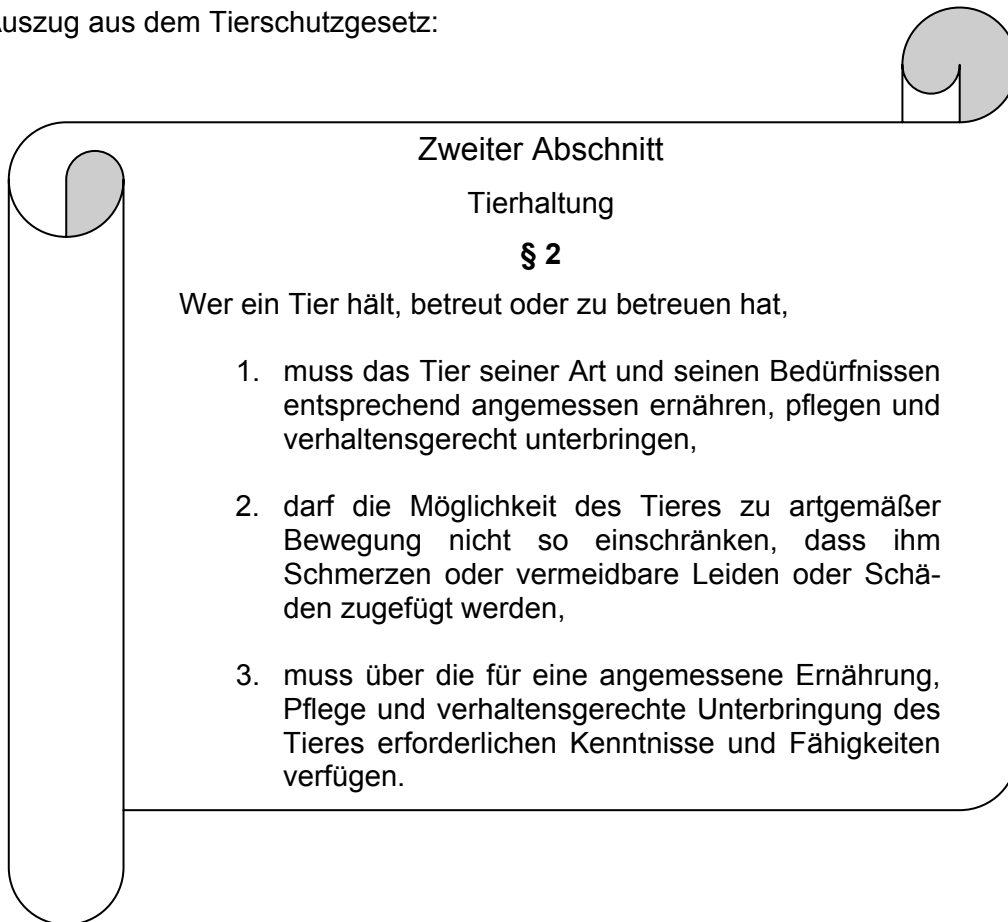 Auszug aus dem Tierschutzgesetz:
Zweiter Abschnitt
Tierhaltung
§ 2
Wer ein Tier hält, betreut oder zu betreuen hat,
1. muss das Tier seiner Art und seinen Bedürfnissen
entsprechend angemessen ernähren, pflegen und
verhaltensgerecht unterbringen,
2. darf die Möglichkeit des Tieres zu artgemäßer
Bewegung nicht so einschränken, dass ihm
Schmerzen oder vermeidbare Leiden oder Schä-
den zugefügt werden,
3. muss über die für eine angemessene Ernährung,
Pflege und verhaltensgerechte Unterbringung des
Tieres erforderlichen Kenntnisse und Fähigkeiten
verfügen.